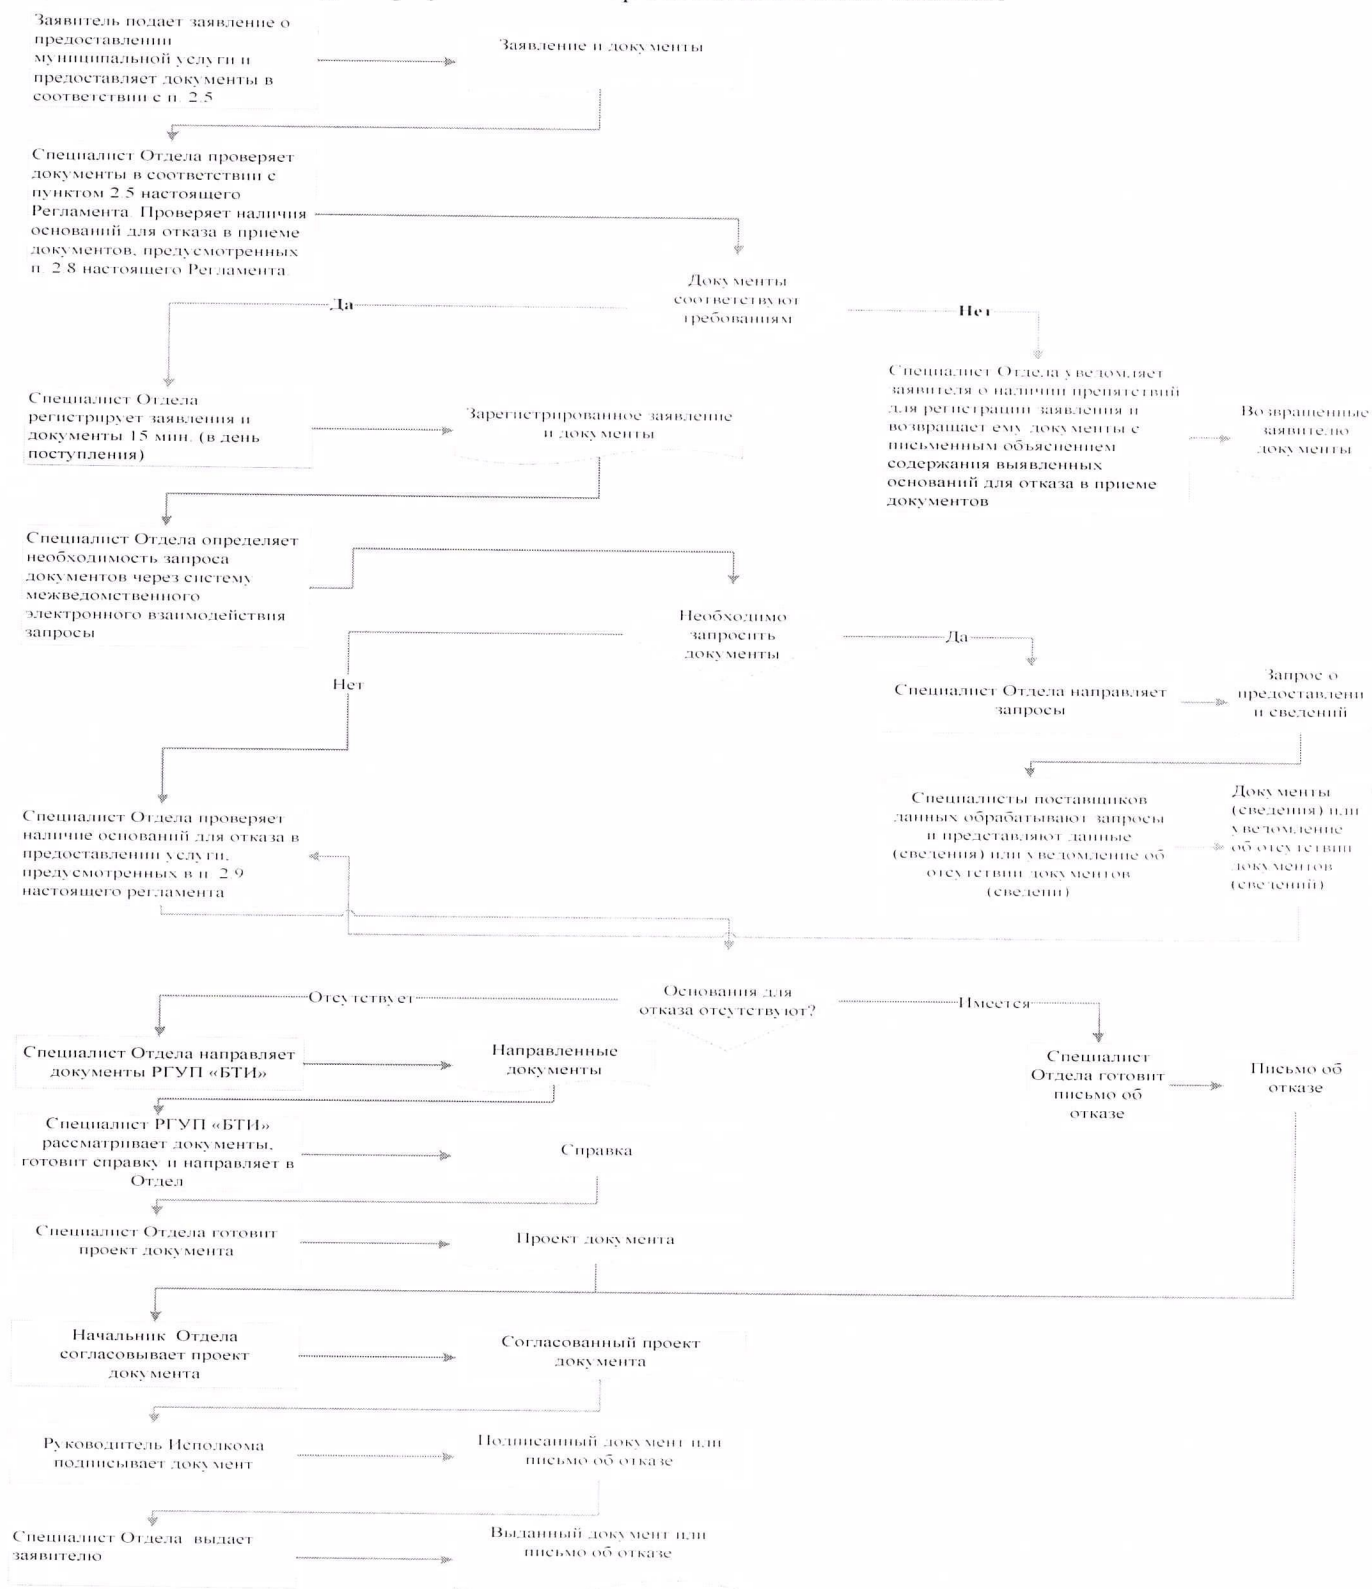 Заявитель подает заявление о
предоставлении
муниципальной услуги и
предоставляет документы в
соответствии с п. 2.5
Заявление и документы
Специалист Отдела проверяет
документы в соответствии с
пунктом 2.5 настоящего
Регламента. Проверяет наличия
оснований для отказа в приеме
документов, предусмотренных
п. 2.8 настоящего Регламента.
Документы
соответствуют
требованиям
Да
Нет
Специалист Отдела
регистрирует заявления и
документы 15 мин. (в день
поступления)
Зарегистрированное заявление
и документы
Специалист Отдела уведомляет
заявителя о наличии препятствий
для регистрации заявления и
возвращает ему документы с
письменным объяснением
содержания выявленных
оснований для отказа в приеме
документов
Возвращенные
заявителю
документы
Специалист Отдела определяет
необходимость запроса
документов через систему
межведомственного
электронного взаимодействия
запросы
Необходимо
запросить
документы
Да
Нет
Специалист Отдела направляет
запросы
Запрос о
предоставлени
и сведений
Специалисты поставщиков
данных обрабатывают запросы
и представляют данные
(сведения) или уведомление об
отсутствии документов
(сведени)
Документы
(сведения) или
уведомление
об отсутствии
документов
(сведений)
Специалист Отдела проверяет
наличие оснований для отказа в
предоставлении услуги,
предусмотренных в п. 2.9
настоящего регламента
Основания для
отказа отсутствуют?
Отсутствует
Имеется
Специалист Отдела направляет
документы РГУП «БТИ»
Направленные
документы
Специалист
Отдела готовит
письмо об
отказе
Письмо об
отказе
Специалист РГУП «БТИ»
рассматривает документы,
готовит справку и направляет в
Отдел
Справка
Специалист Отдела готовит
проект документа
Проект документа
Начальник Отдела
согласовывает проект
документа
Согласованный проект
документа
Руководитель Исполкома
подписывает документ
Подписанный документ или
письмо об отказе
Специалист Отдела выдает
заявителю
Выданный документ или
письмо об отказе